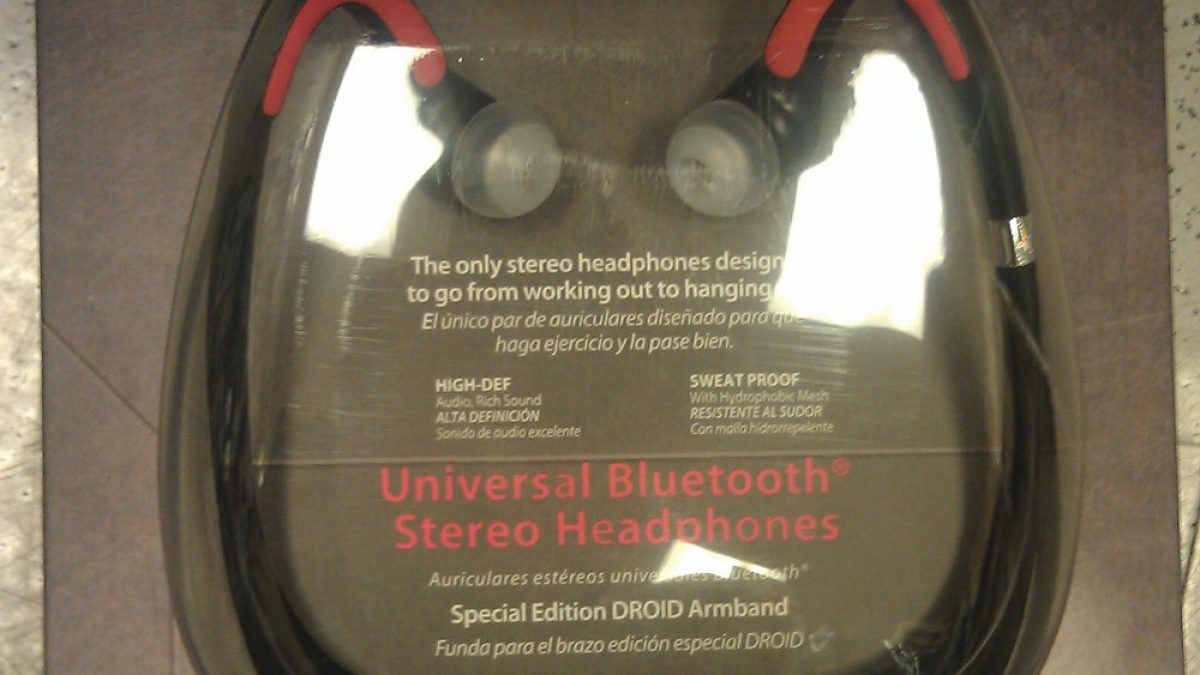 The only stereo headphones design
to go from working out to hanging
El único par de auriculares diseñado para que
haga ejercicio y la pase bien.
HIGH-DEF
Audio, Rich Sound
ALTA DEFINICIÓN
Sonido de audio excelente
SWEAT PROOF
With Hydrophobic Mesh
RESISTENTE AL SUDOR
Con malla hidrorrepelente
Universal Bluetooth®
Stereo Headphones
Auriculares estéreos universales Bluetooth®
Special Edition DROID Armband
Funda para el brazo edición especial DROID